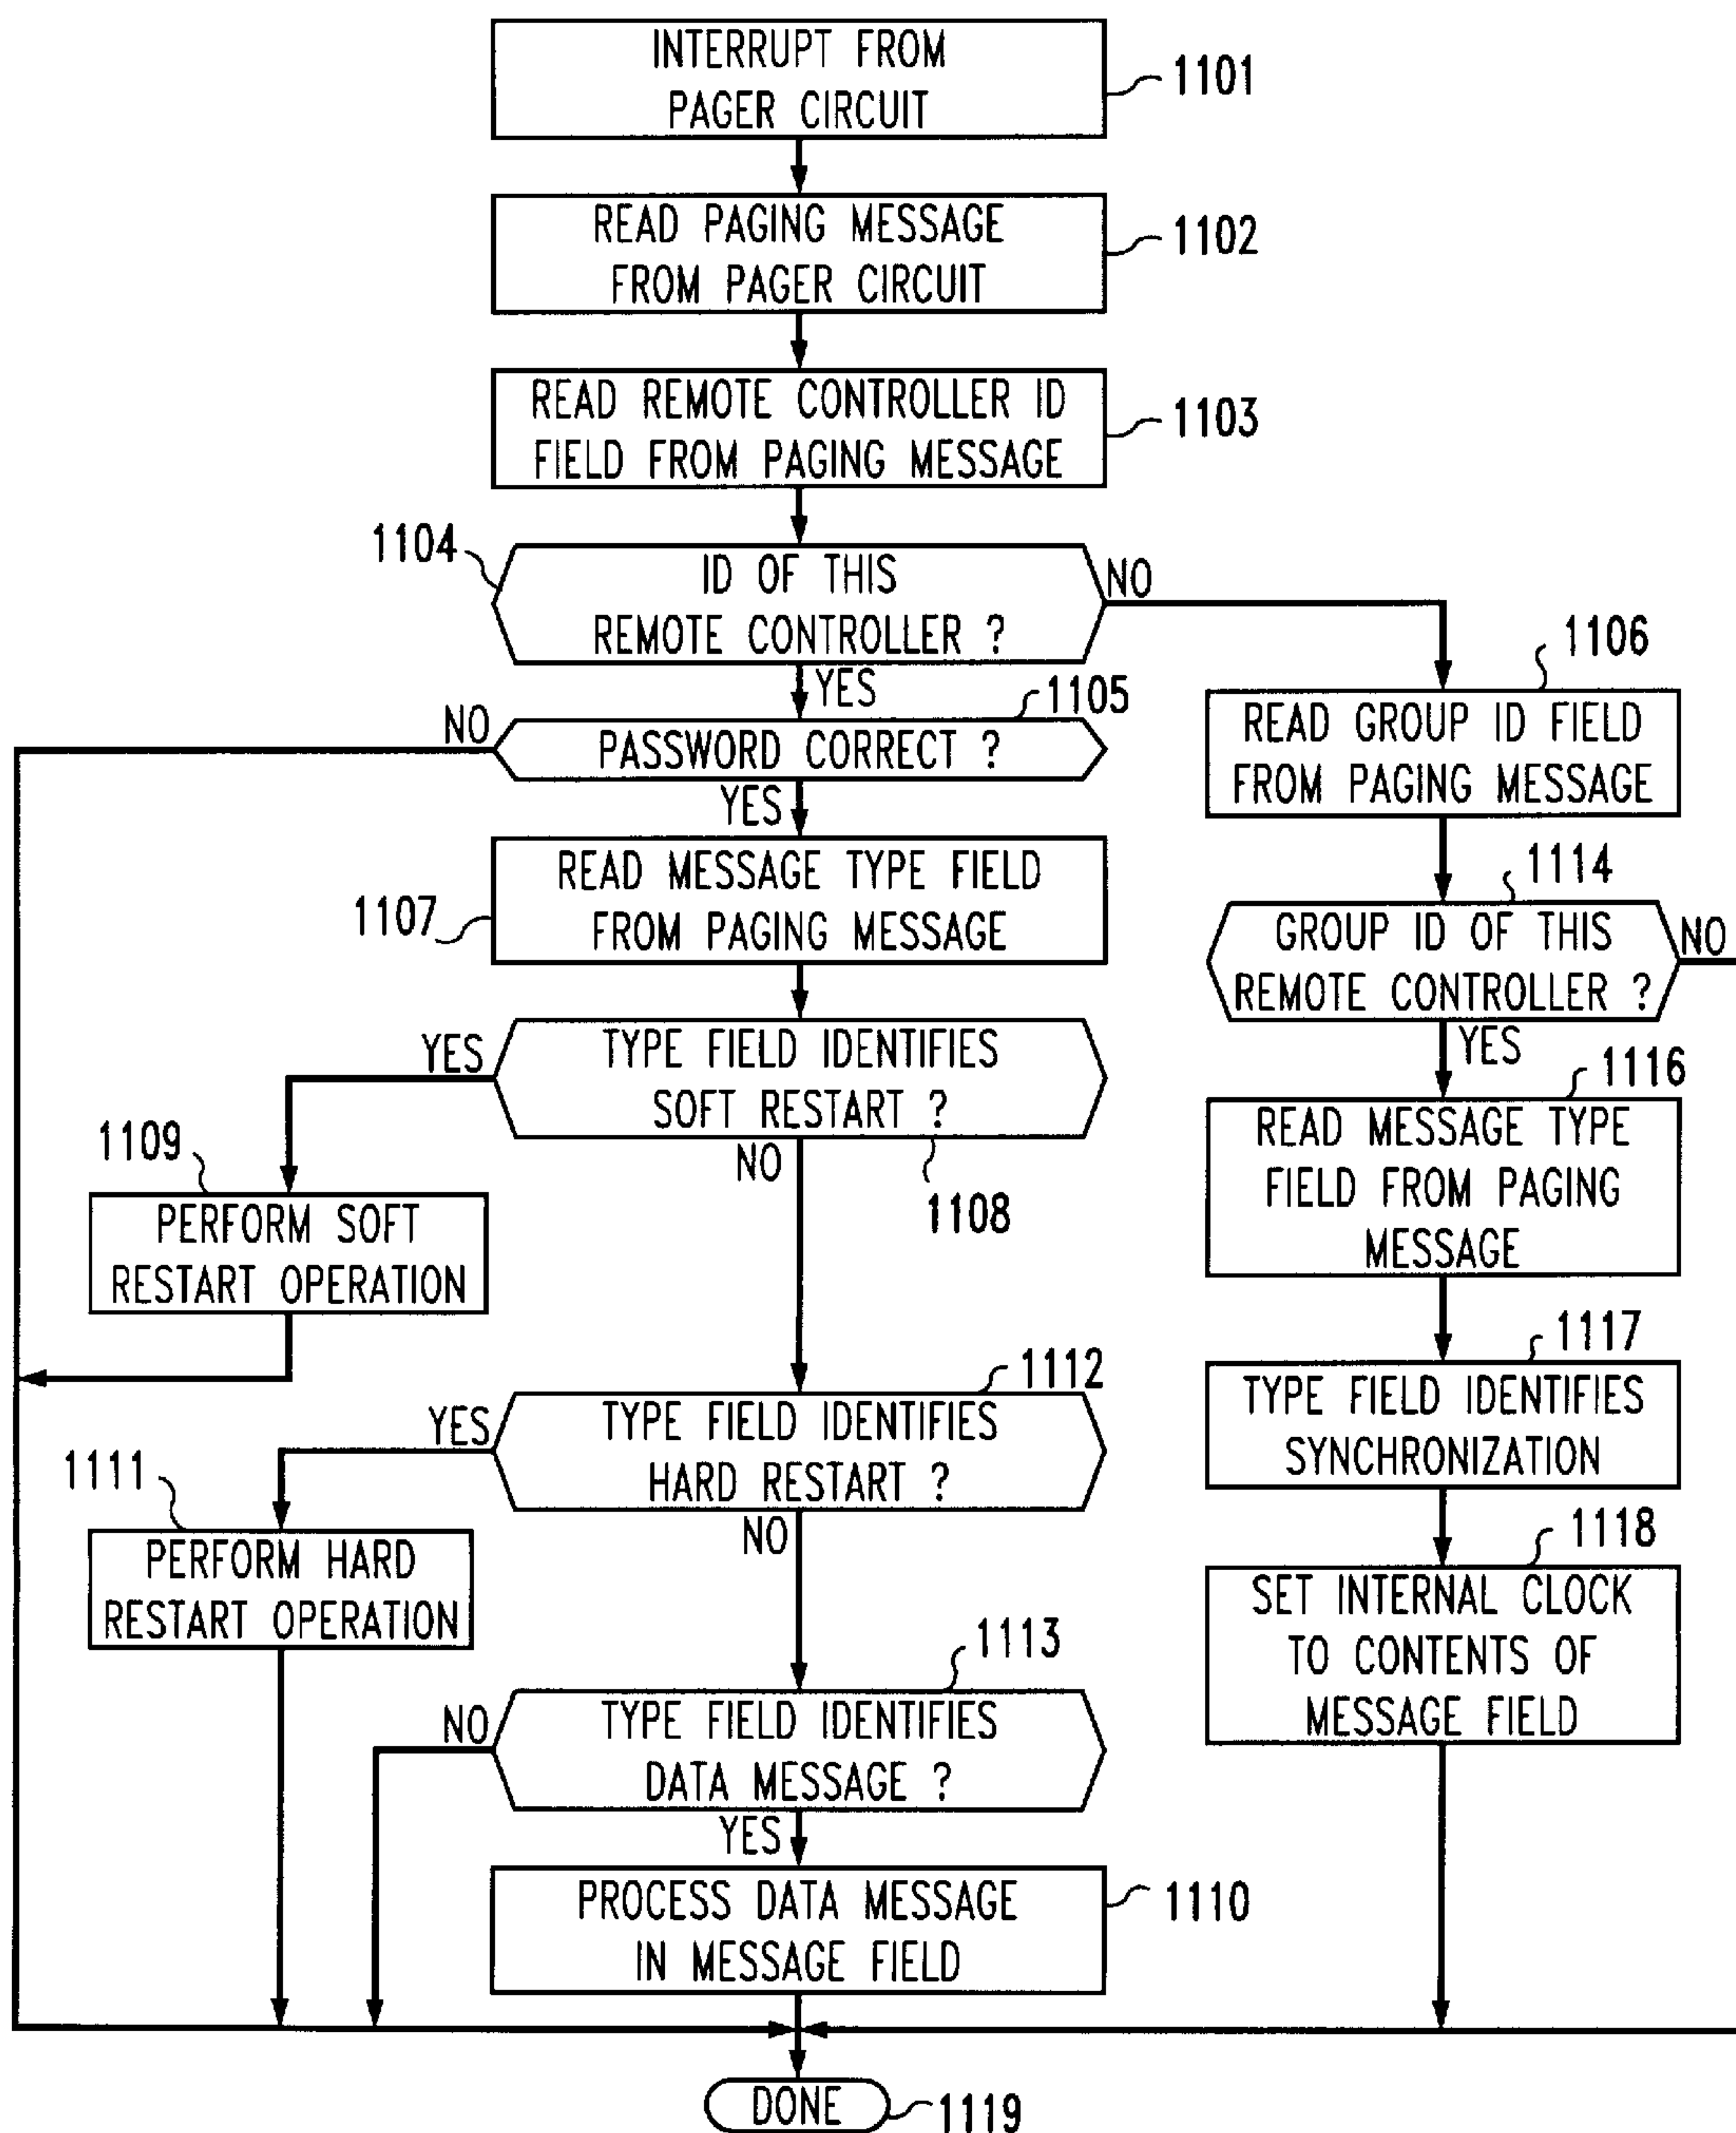 INTERRUPT FROM
PAGER CIRCUIT
1101
READ PAGING MESSAGE
FROM PAGER CIRCUIT
1102
READ REMOTE CONTROLLER ID
FIELD FROM PAGING MESSAGE
1103
1104
ID OF THIS
REMOTE CONTROLLER ?
NO
YES
1105
NO
PASSWORD CORRECT ?
YES
1106
READ GROUP ID FIELD
FROM PAGING MESSAGE
READ MESSAGE TYPE FIELD
FROM PAGING MESSAGE
1107
1114
GROUP ID OF THIS
REMOTE CONTROLLER ?
NO
YES
YES
TYPE FIELD IDENTIFIES
SOFT RESTART ?
NO
1108
1109
PERFORM SOFT
RESTART OPERATION
1116
READ MESSAGE TYPE
FIELD FROM PAGING
MESSAGE
1117
TYPE FIELD IDENTIFIES
SYNCHRONIZATION
1112
YES
TYPE FIELD IDENTIFIES
HARD RESTART ?
NO
1111
PERFORM HARD
RESTART OPERATION
1118
SET INTERNAL CLOCK
TO CONTENTS OF
MESSAGE FIELD
1113
NO
TYPE FIELD IDENTIFIES
DATA MESSAGE ?
YES
PROCESS DATA MESSAGE
IN MESSAGE FIELD
1110
DONE
1119